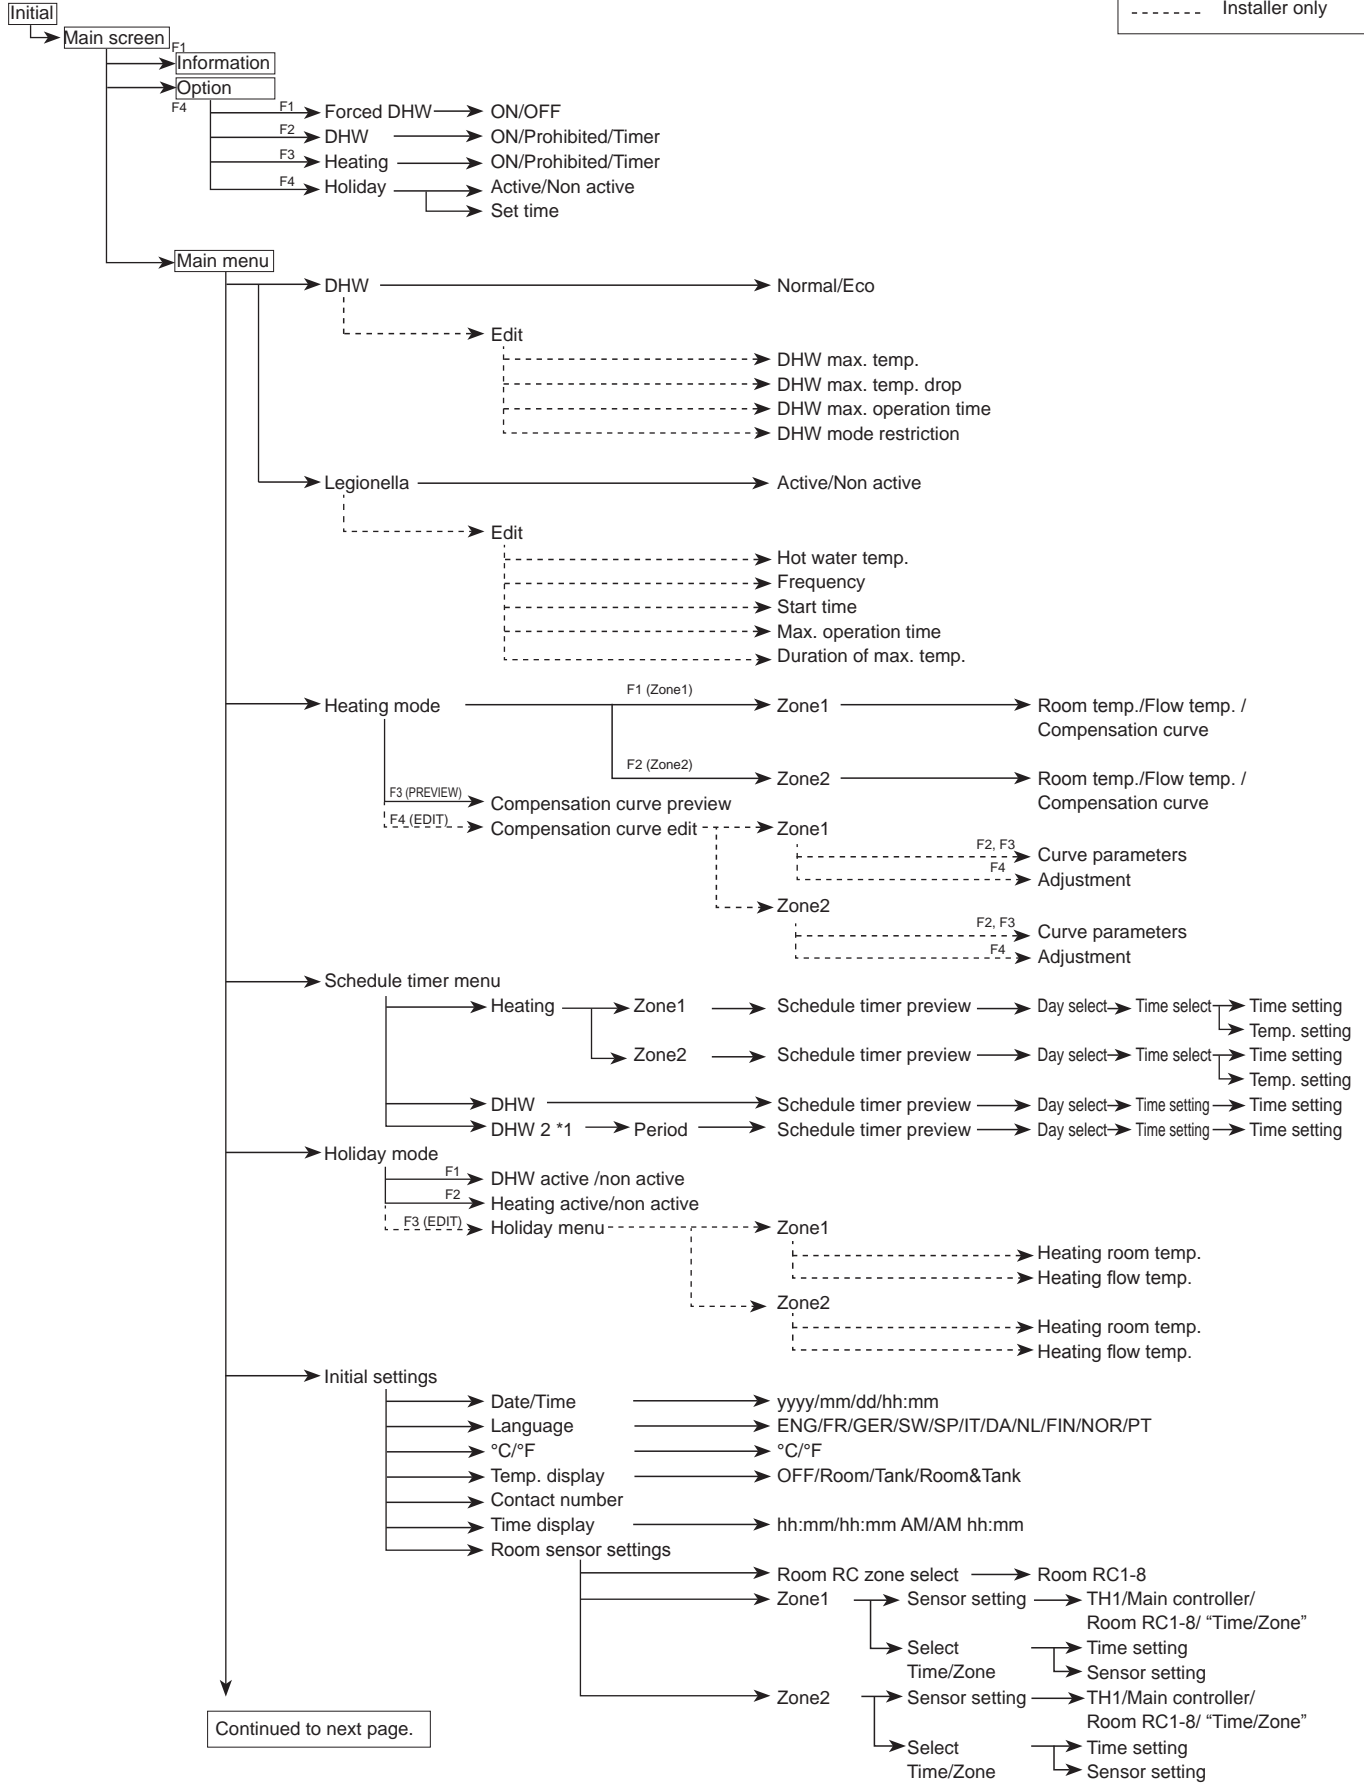 Initial
Installer only
Main screen
F1
Information
Option
F4
F1 Forced DHW ON/OFF
F2 DHW ON/Prohibited/Timer
F3 Heating ON/Prohibited/Timer
F4 Holiday Active/Non active
Set time
Main menu
DHW Normal/Eco
Edit
DHW max. temp.
DHW max. temp. drop
DHW max. operation time
DHW mode restriction
Legionella Active/Non active
Edit
Hot water temp.
Frequency
Start time
Max. operation time
Duration of max. temp.
Heating mode F1 (Zone1) Zone1 Room temp./Flow temp. /
Compensation curve
F2 (Zone2) Zone2 Room temp./Flow temp. /
Compensation curve
F3 (PREVIEW) Compensation curve preview
F4 (EDIT) Compensation curve edit Zone1
F2, F3 Curve parameters
F4 Adjustment
Zone2
F2, F3 Curve parameters
F4 Adjustment
Schedule timer menu
Heating Zone1 Schedule timer preview Day select Time select Time setting
Temp. setting
Zone2 Schedule timer preview Day select Time select Time setting
Temp. setting
DHW Schedule timer preview Day select Time setting Time setting
DHW 2 *1 Period Schedule timer preview Day select Time setting Time setting
Holiday mode
F1 DHW active /non active
F2 Heating active/non active
F3 (EDIT) Holiday menu Zone1
Heating room temp.
Heating flow temp.
Zone2
Heating room temp.
Heating flow temp.
Initial settings
Date/Time yyyy/mm/dd/hh:mm
Language ENG/FR/GER/SW/SP/IT/DA/NL/FIN/NOR/PT
°C/°F °C/°F
Temp. display OFF/Room/Tank/Room&Tank
Contact number
Time display hh:mm/hh:mm AM/AM hh:mm
Room sensor settings
Room RC zone select Room RC1-8
Zone1 Sensor setting TH1/Main controller/
Room RC1-8/ “Time/Zone”
Select Time setting
Time/Zone Sensor setting
Zone2 Sensor setting TH1/Main controller/
Room RC1-8/ “Time/Zone”
Select Time setting
Time/Zone Sensor setting
Continued to next page.